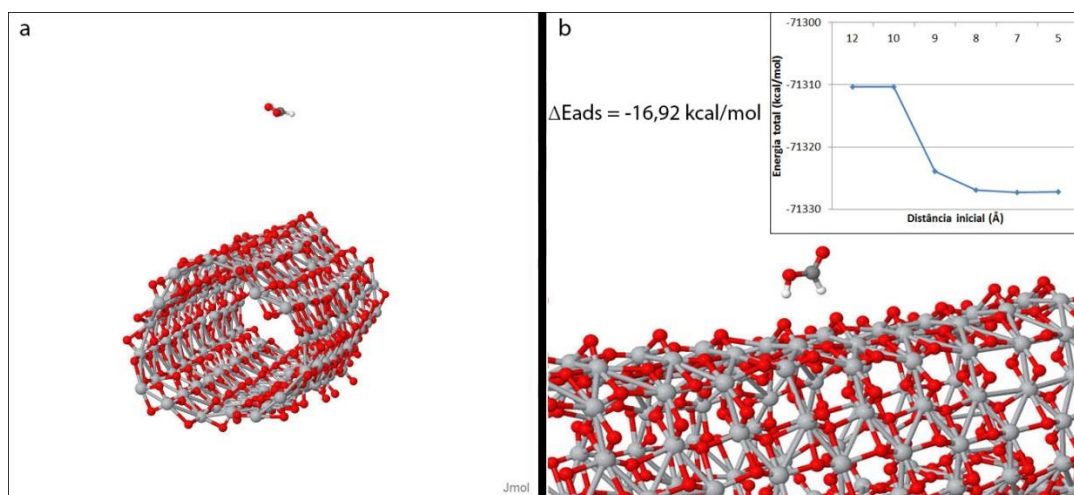 a
Jmol
b
ΔEads = -16,92 kcal/mol
Energia total (kcal/mol)
-71300
12 10 9 8 7 5
-71310
-71320
-71330
Distância inicial (Å)